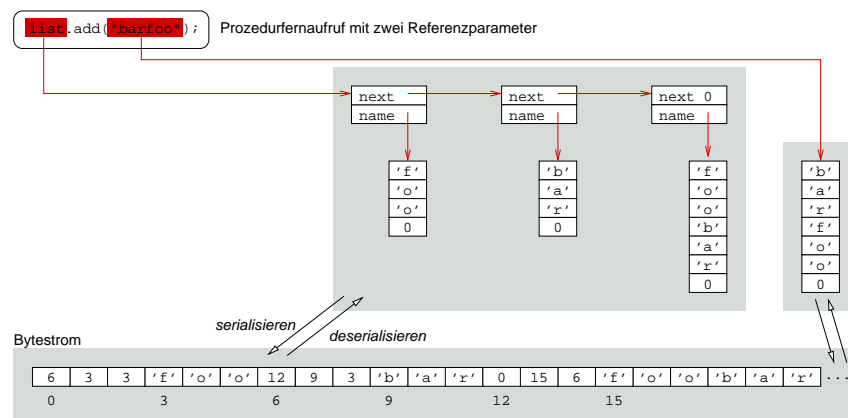 list.add("barfoo"); Prozedurfernaufruf mit zwei Referenzparameter
next next next 0
name name name
'f' 'b' 'f' 'b'
'o' 'a' 'o' 'a'
'o' 'r' 'o' 'r'
0 0 'b' 'f'
'a' 'o'
'r' 'o'
0 0
serialisieren
deserialisieren
Bytestrom
6 3 3 'f' 'o' 'o' 12 9 3 'b' 'a' 'r' 0 15 6 'f' 'o' 'o' 'b' 'a' 'r' ...
0 3 6 9 12 15